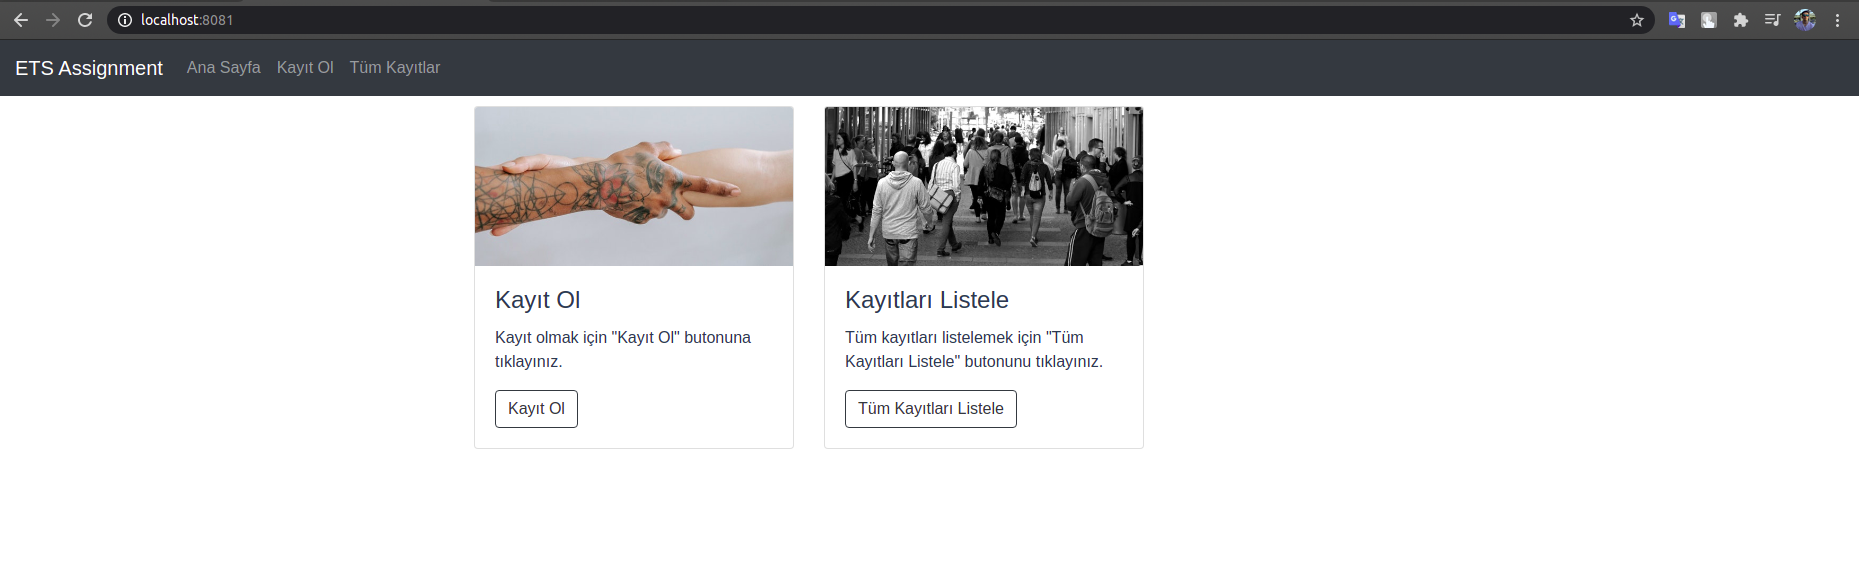 localhost:8081
ETS Assignment Ana Sayfa Kayıt Ol Tüm Kayıtlar
Kayıt Ol
Kayıt olmak için "Kayıt Ol" butonuna
tıklayınız.
Kayıt Ol
Kayıtları Listele
Tüm kayıtları listelemek için "Tüm
Kayıtları Listele" butonunu tıklayınız.
Tüm Kayıtları Listele